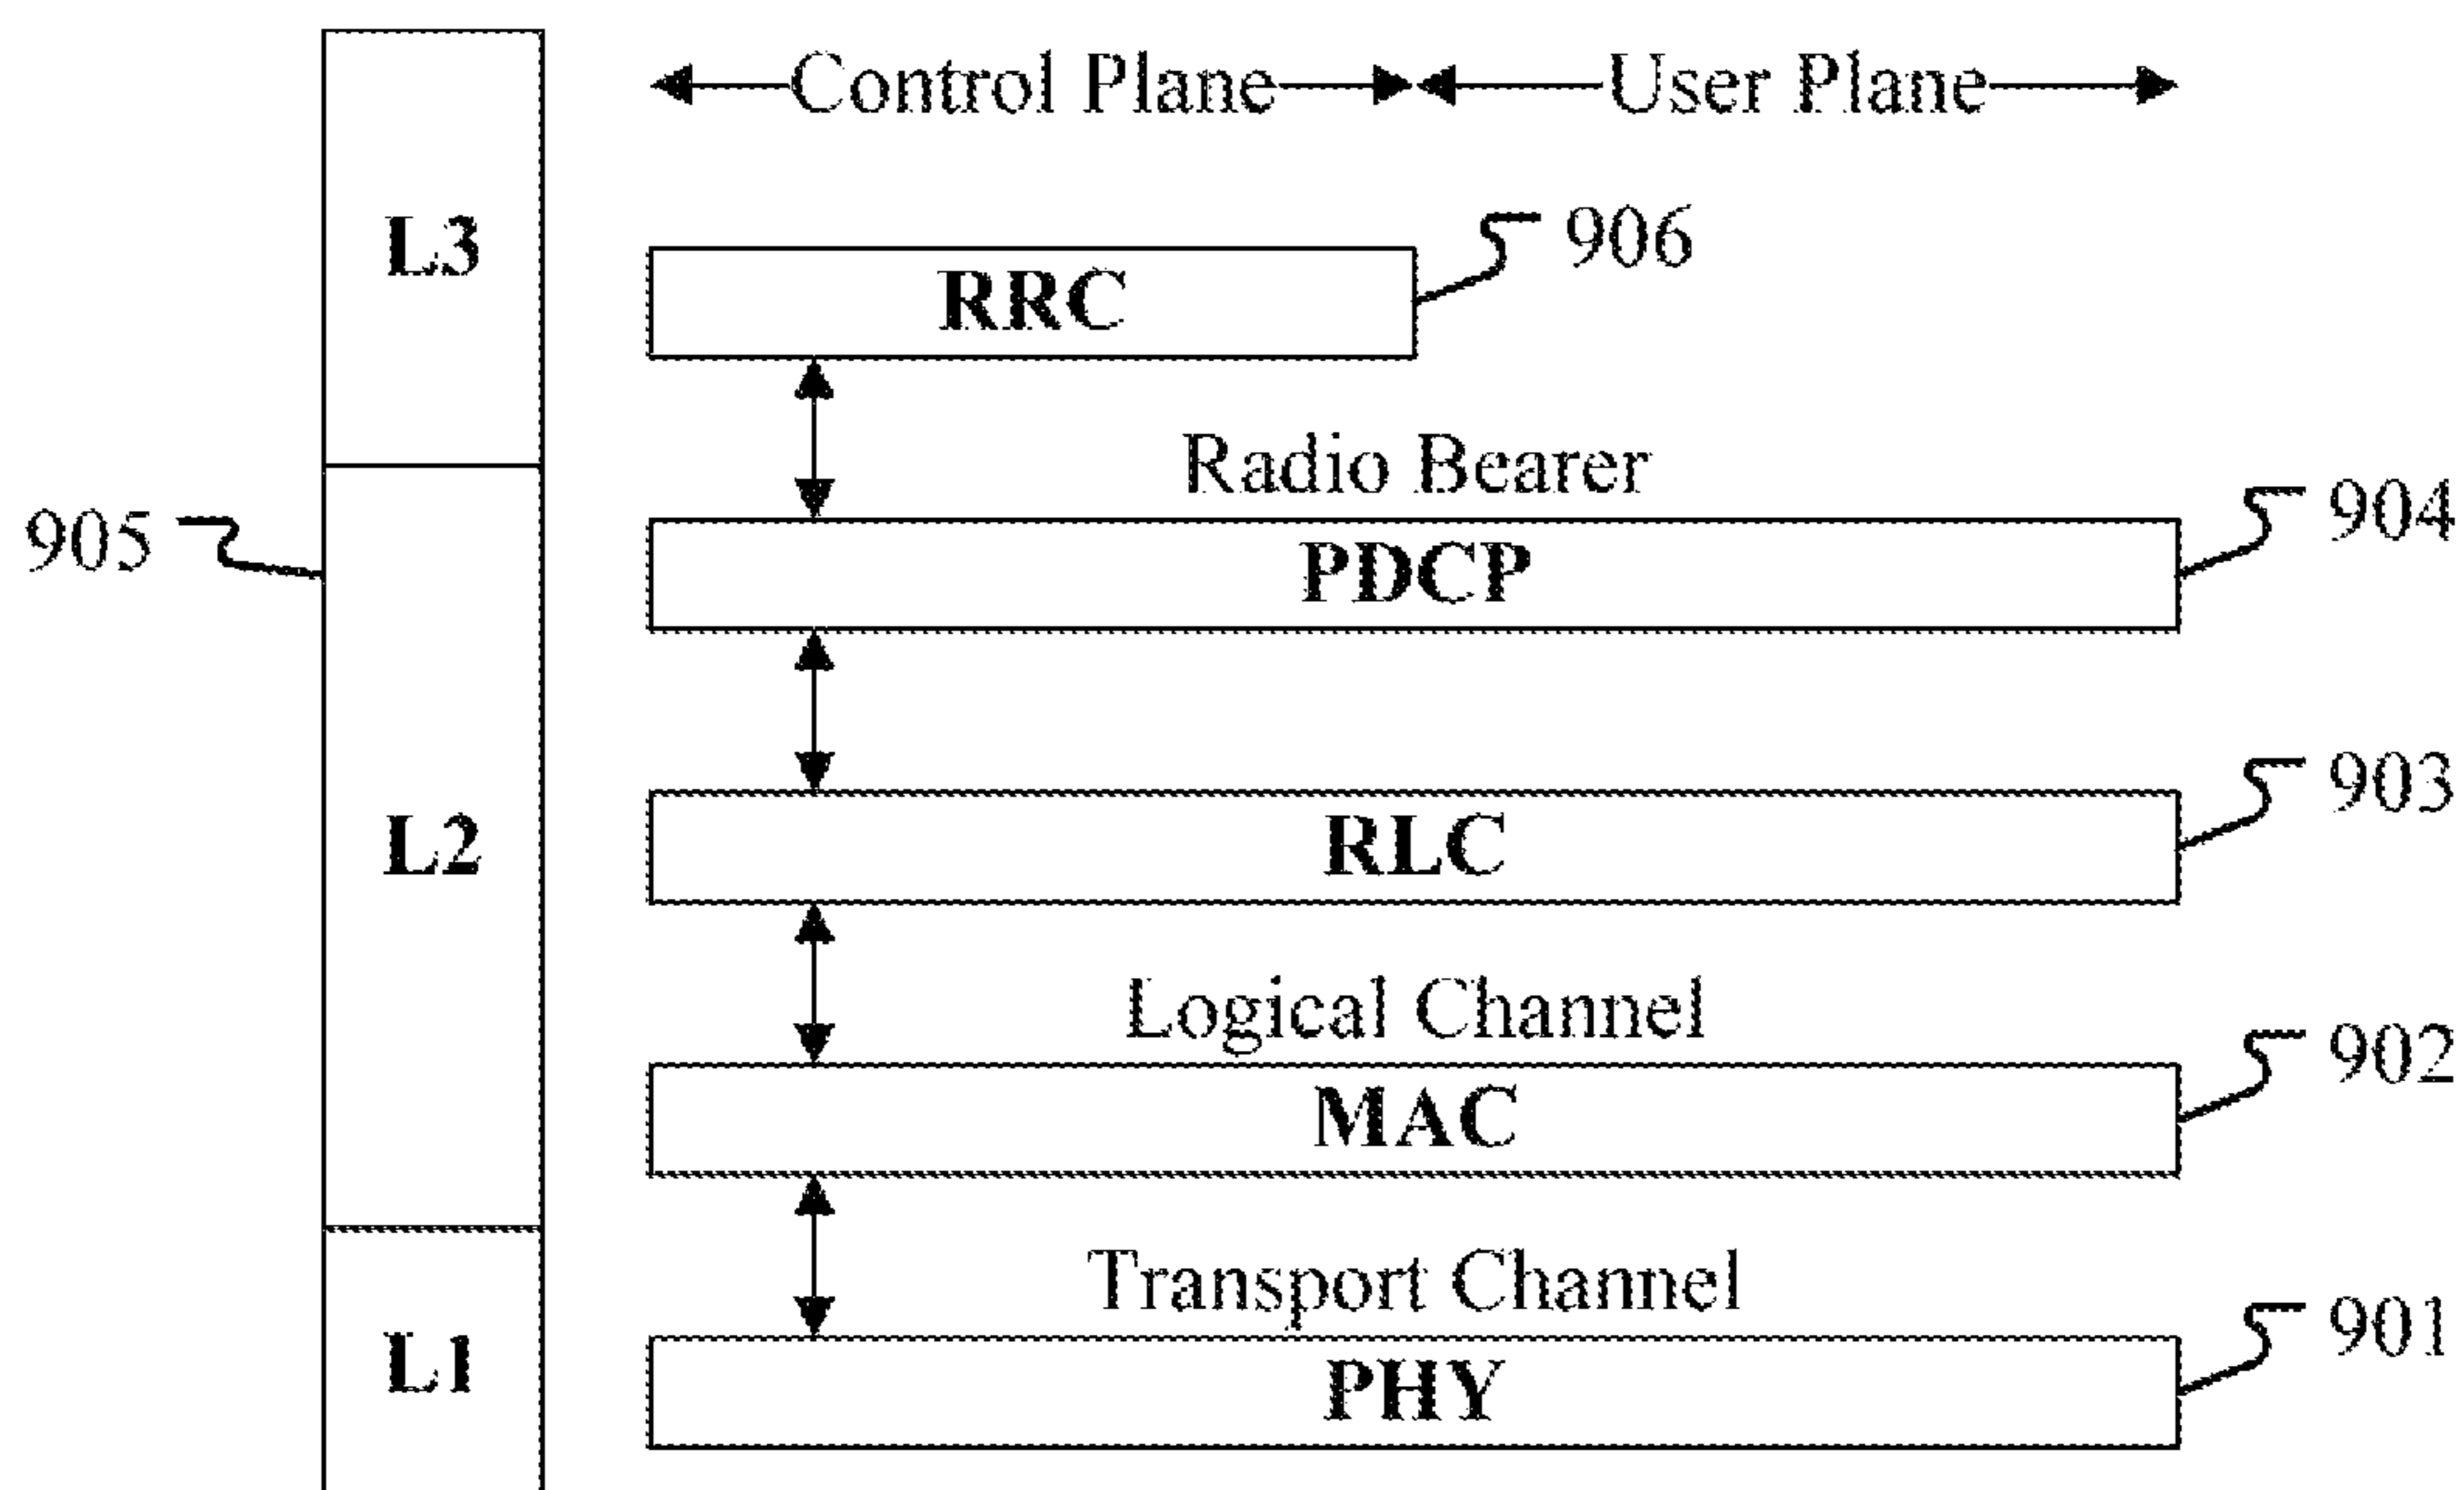 Control Plane User Plane
L3
RRC
906
Radio Bearer
905
PDCP
904
L2
RLC
903
Logical Channel
MAC
902
Transport Channel
L1
PHY
901